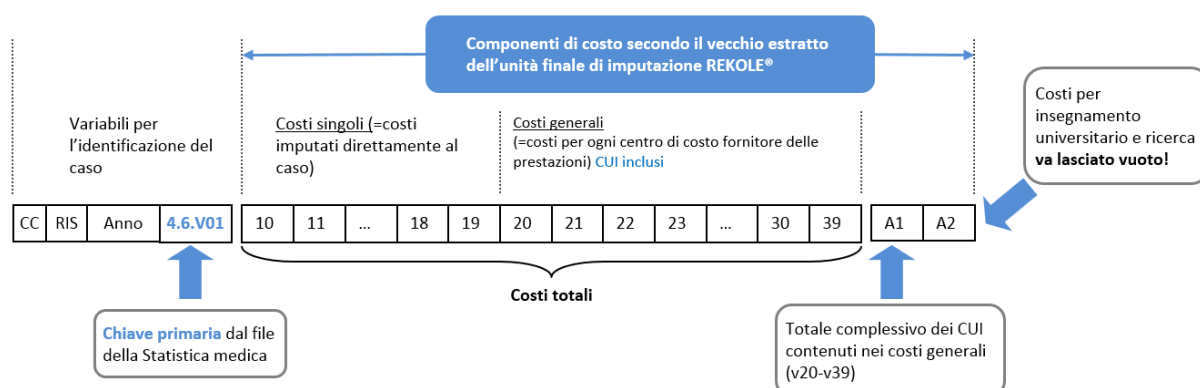 Componenti di costo secondo il vecchio estratto
dell'unità finale di imputazione REKOLE®
Variabili per
l'identificazione del
caso
Costi singoli (=costi
imputati direttamente al
caso)
Costi generali
(=costi per ogni centro di costo fornitore delle
prestazioni) CUI inclusi
Costi per
insegnamento
universitario e ricerca
va lasciato vuoto!
CC RIS Anno 4.6.V01 10 11 ... 18 19 20 21 22 23 ... 30 39 A1 A2
Costi totali
Chiave primaria dal file
della Statistica medica
Totale complessivo dei CUI
contenuti nei costi generali
(v20-v39)